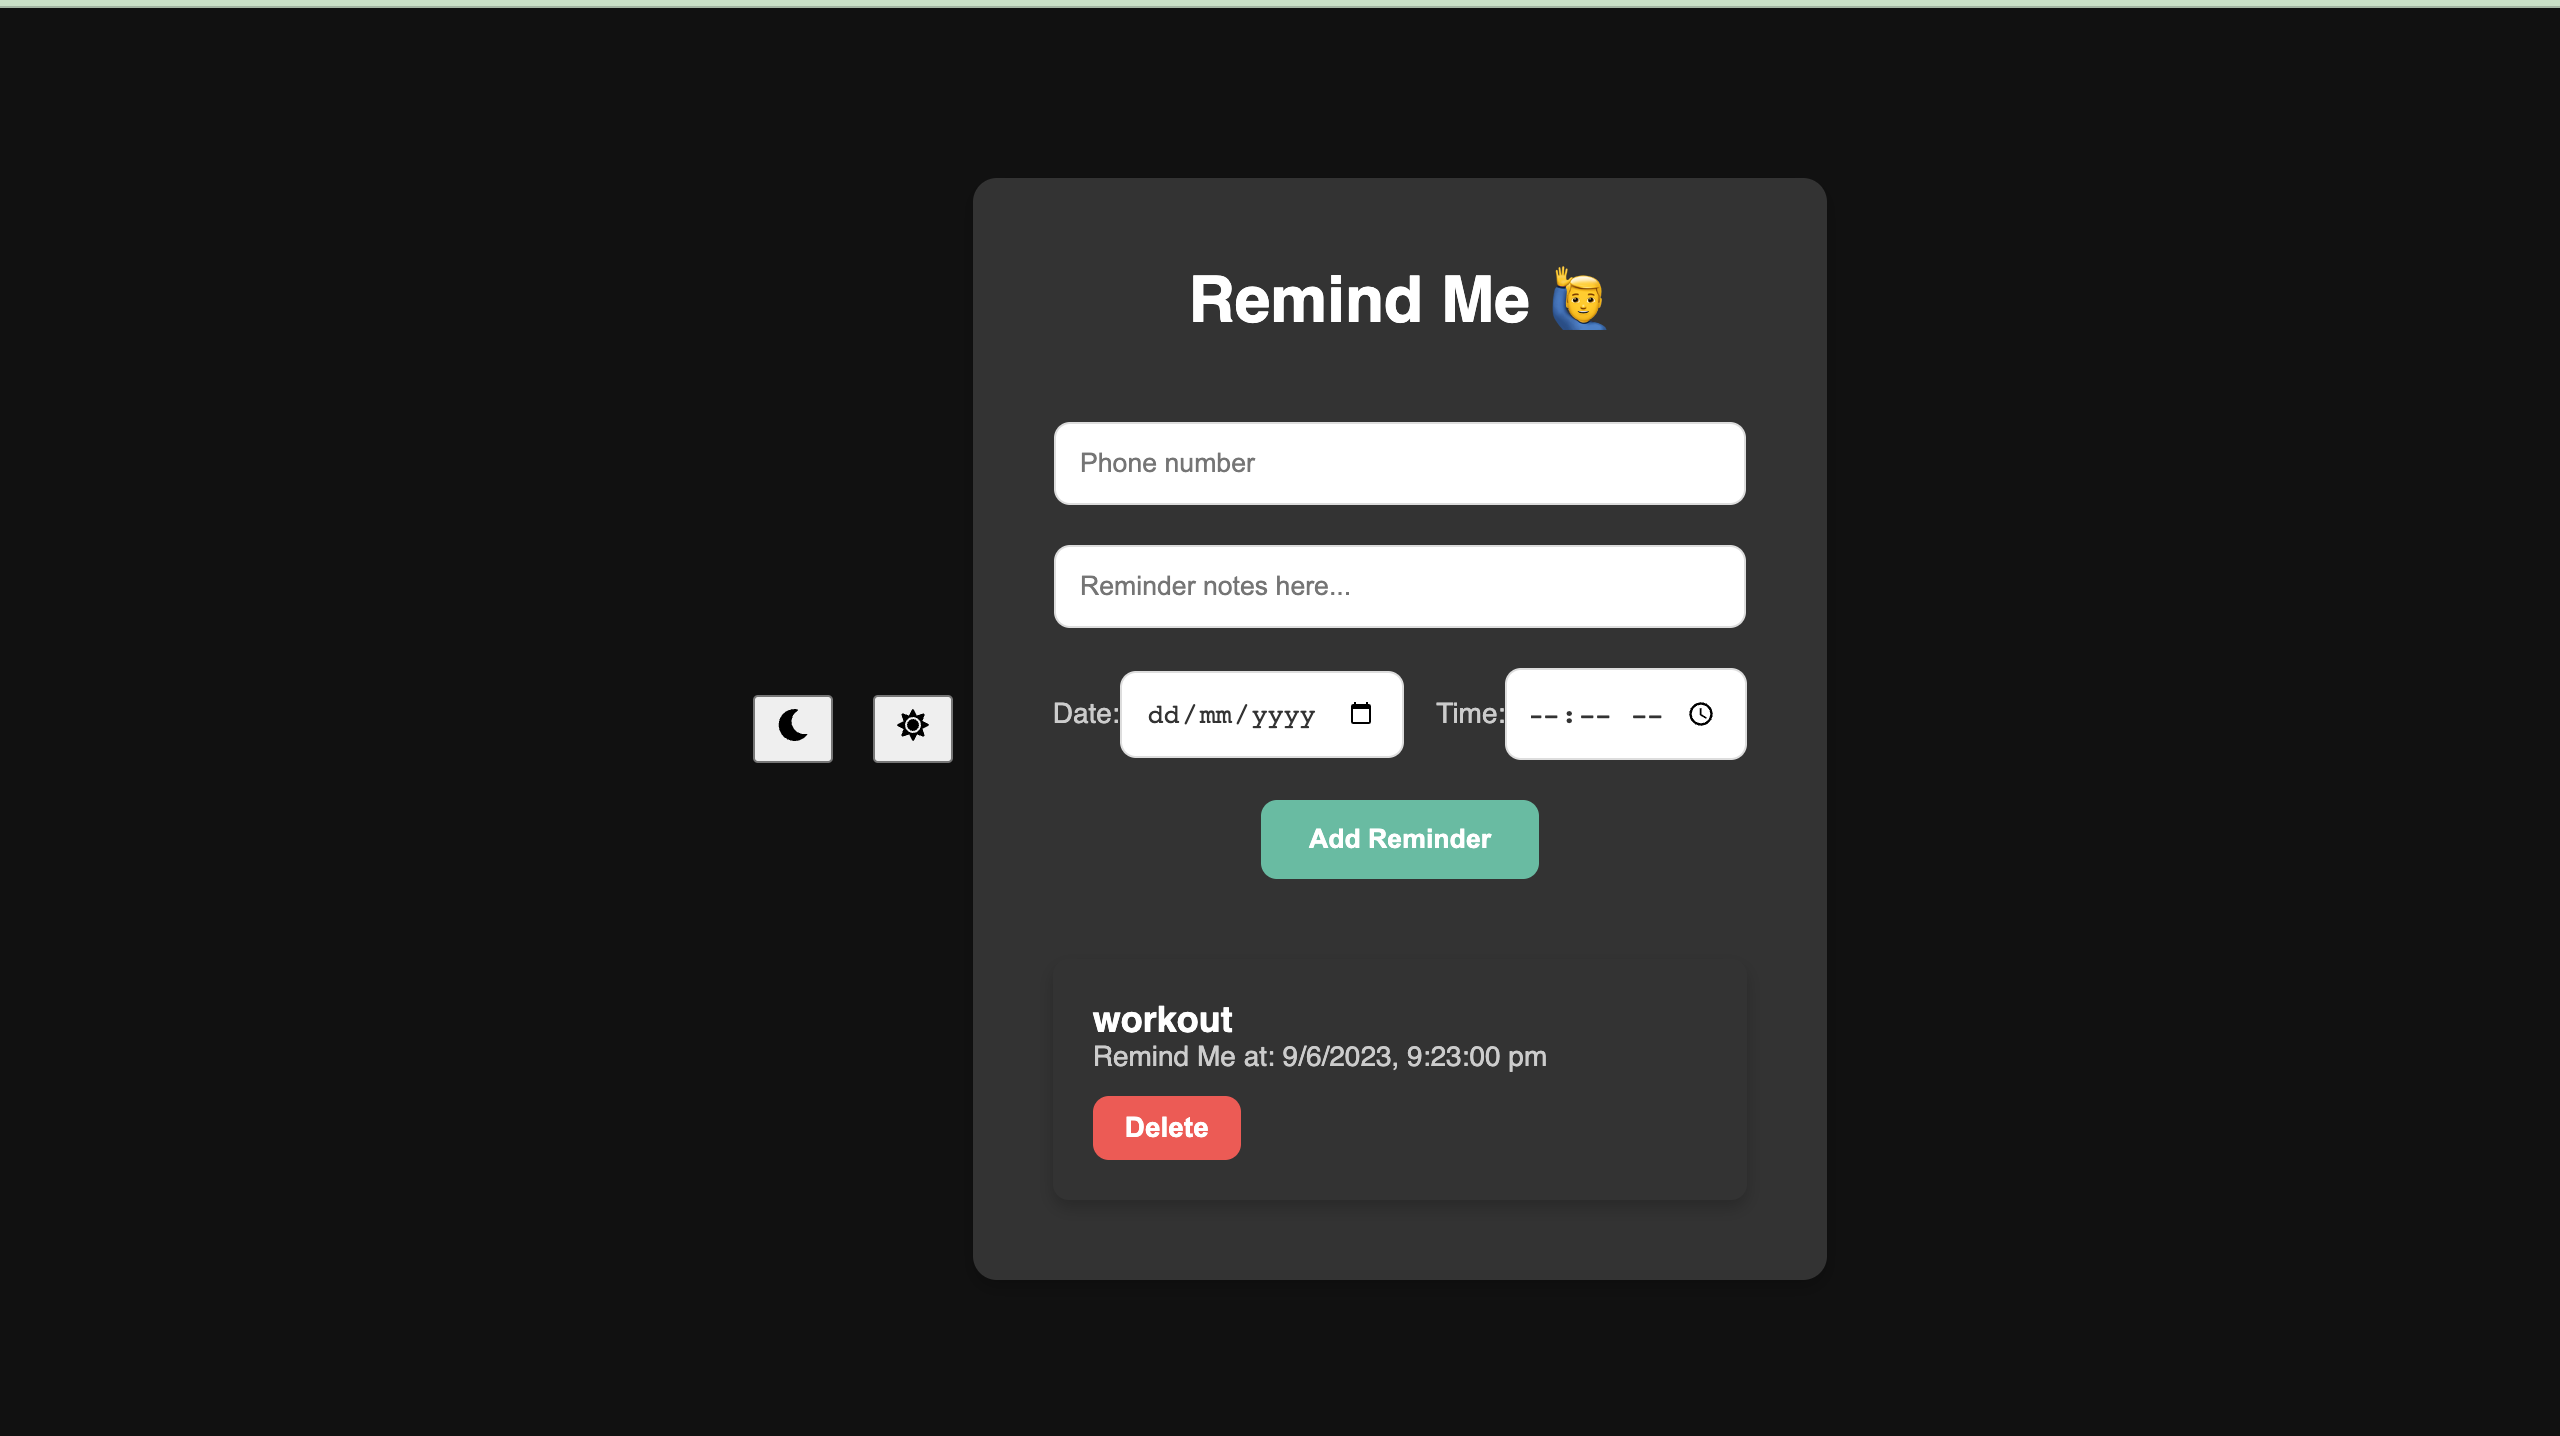 Remind Me 🙋‍♂️
Phone number
Reminder notes here...
Date: dd/mm/yyyy Time: --:-- --
Add Reminder
workout
Remind Me at: 9/6/2023, 9:23:00 pm
Delete